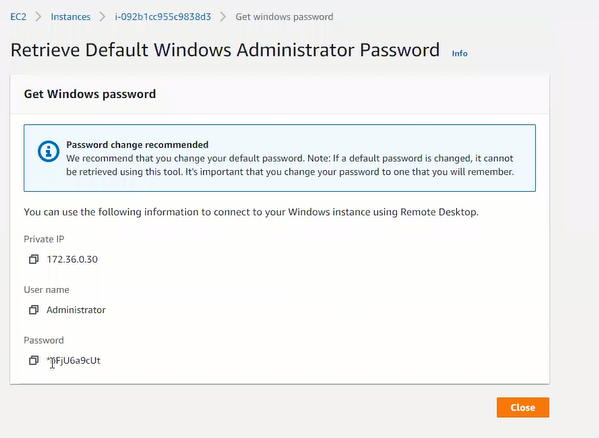 EC2 > Instances > i-092b1cc955c9838d3 > Get windows password
Retrieve Default Windows Administrator Password Info
Get Windows password
Password change recommended
We recommend that you change your default password. Note: If a default password is changed, it cannot
be retrieved using this tool. It's important that you change your password to one that you will remember.
You can use the following information to connect to your Windows instance using Remote Desktop.
Private IP
172.36.0.30
User name
Administrator
Password
Close